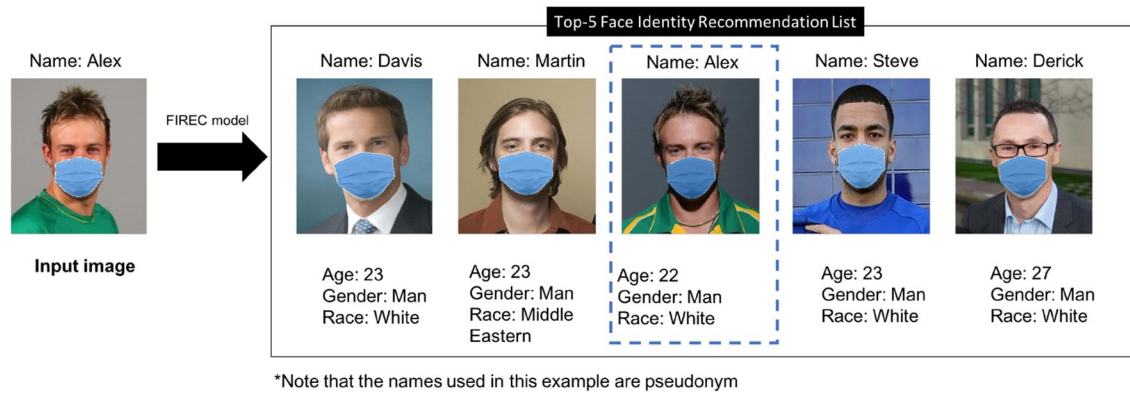 Top-5 Face Identity Recommendation List
Name: Alex
FIREC model
Input image
Name: Davis
Age: 23
Gender: Man
Race: White
Name: Martin
Age: 23
Gender: Man
Race: Middle
Eastern
Name: Alex
Age: 22
Gender: Man
Race: White
Name: Steve
Age: 23
Gender: Man
Race: White
Name: Derick
Age: 27
Gender: Man
Race: White
*Note that the names used in this example are pseudonym